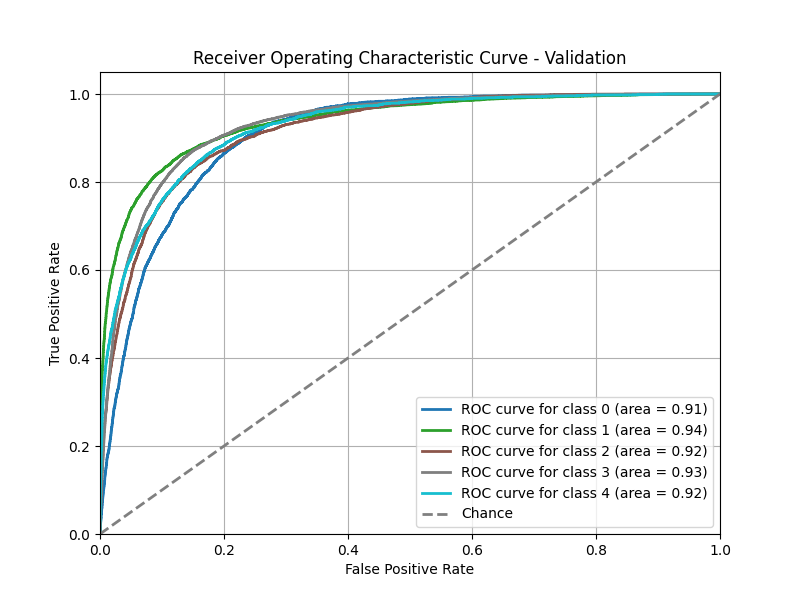 Receiver Operating Characteristic Curve - Validation
True Positive Rate
1.0
0.8
0.6
0.4
0.2
0.0
0.0 0.2 0.4 0.6 0.8 1.0
False Positive Rate
ROC curve for class 0 (area = 0.91)
ROC curve for class 1 (area = 0.94)
ROC curve for class 2 (area = 0.92)
ROC curve for class 3 (area = 0.93)
ROC curve for class 4 (area = 0.92)
Chance